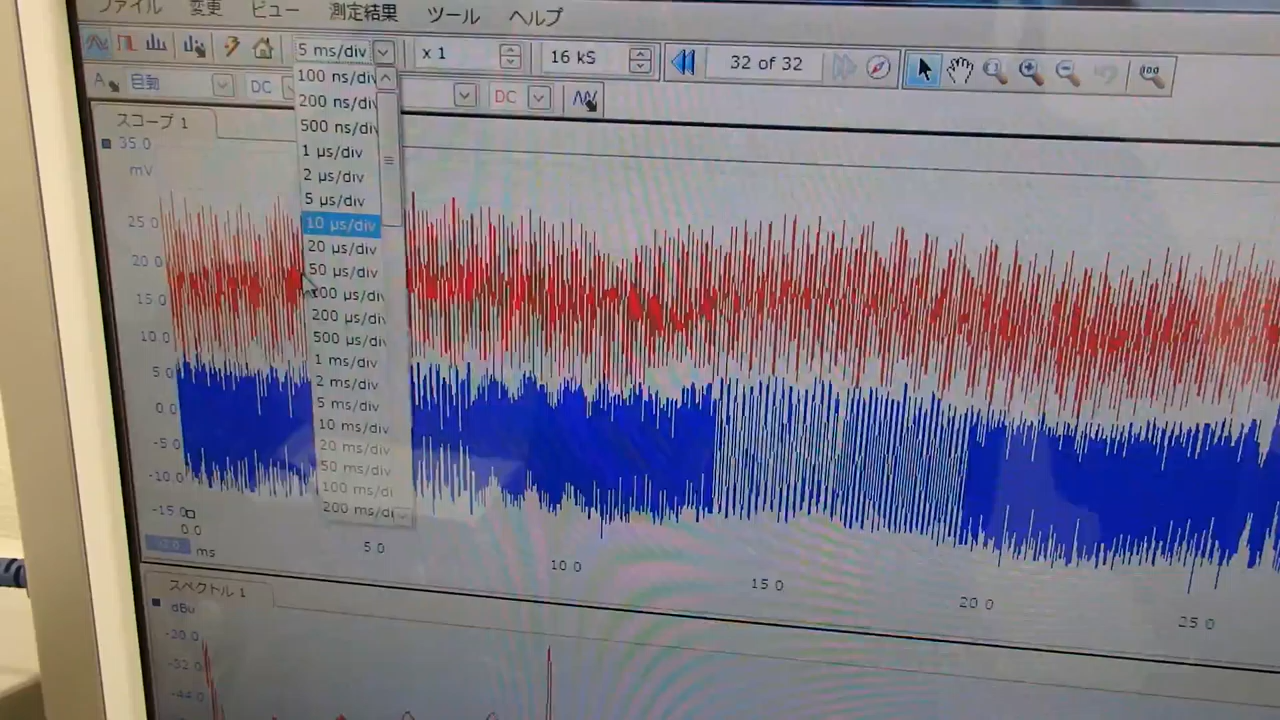 ファイル 変更 ビュー 測定結果 ツール ヘルプ
5 ms/div x 1 16 kS 32 of 32
A 自動 DC DC
スコープ 1
100 ns/div
200 ns/div
500 ns/div
1 µs/div
2 µs/div
5 µs/div
10 µs/div
20 µs/div
50 µs/div
100 µs/div
200 µs/div
500 µs/div
1 ms/div
2 ms/div
5 ms/div
10 ms/div
20 ms/div
50 ms/div
100 ms/di
200 ms/di
35.0
mV
25 0
20 0
15.0
10.0
5.0
0.0
-5 0
-10.0
-15.0
0.0
ms
5 0
10 0
15 0
20 0
25 0
スペクトル 1
dBu
-20.0
-32 0
-44.0